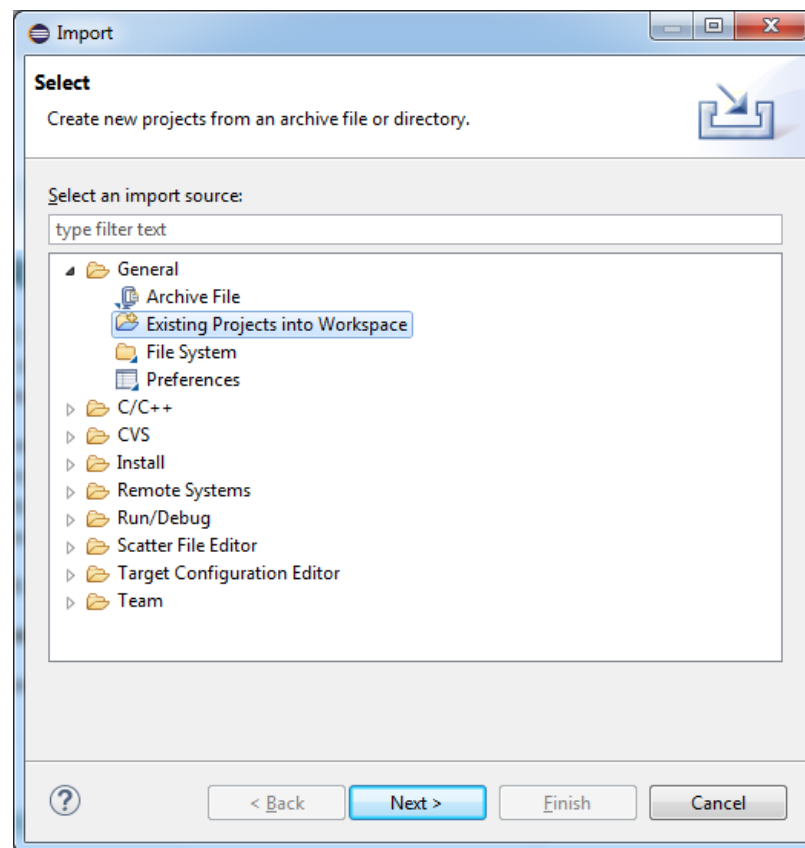 Import
Select
Create new projects from an archive file or directory.
Select an import source:
type filter text
General
Archive File
Existing Projects into Workspace
File System
Preferences
C/C++
CVS
Install
Remote Systems
Run/Debug
Scatter File Editor
Target Configuration Editor
Team
? < Back Next > Finish Cancel